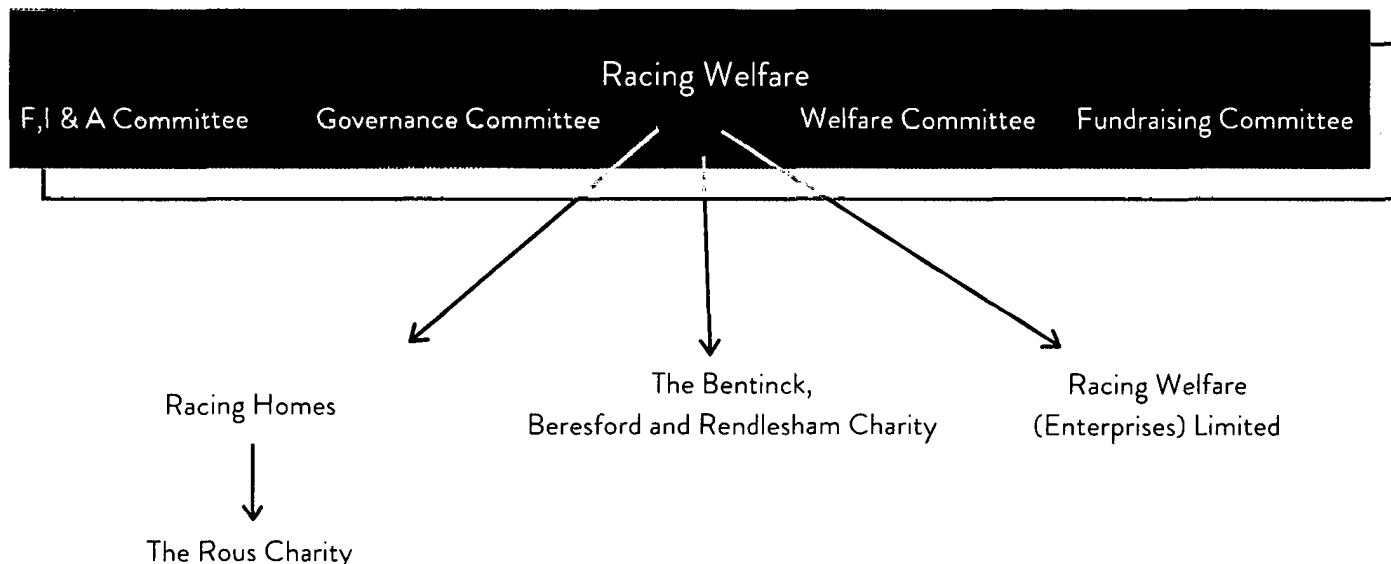 Racing Welfare
F,I & A Committee Governance Committee Welfare Committee Fundraising Committee
Racing Homes
The Bentinck,
Beresford and Rendlesham Charity
Racing Welfare
(Enterprises) Limited
The Rous Charity